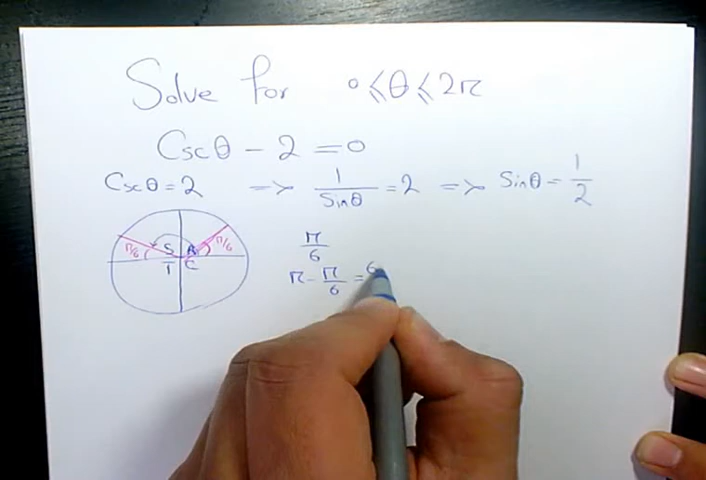 Solve for 0 ≤ θ ≤ 2π
Cscθ - 2 = 0
Cscθ = 2 => 1/Sinθ = 2 => Sinθ = 1/2
π/6 S A π/6
T C
π/6
π - π/6 = 6